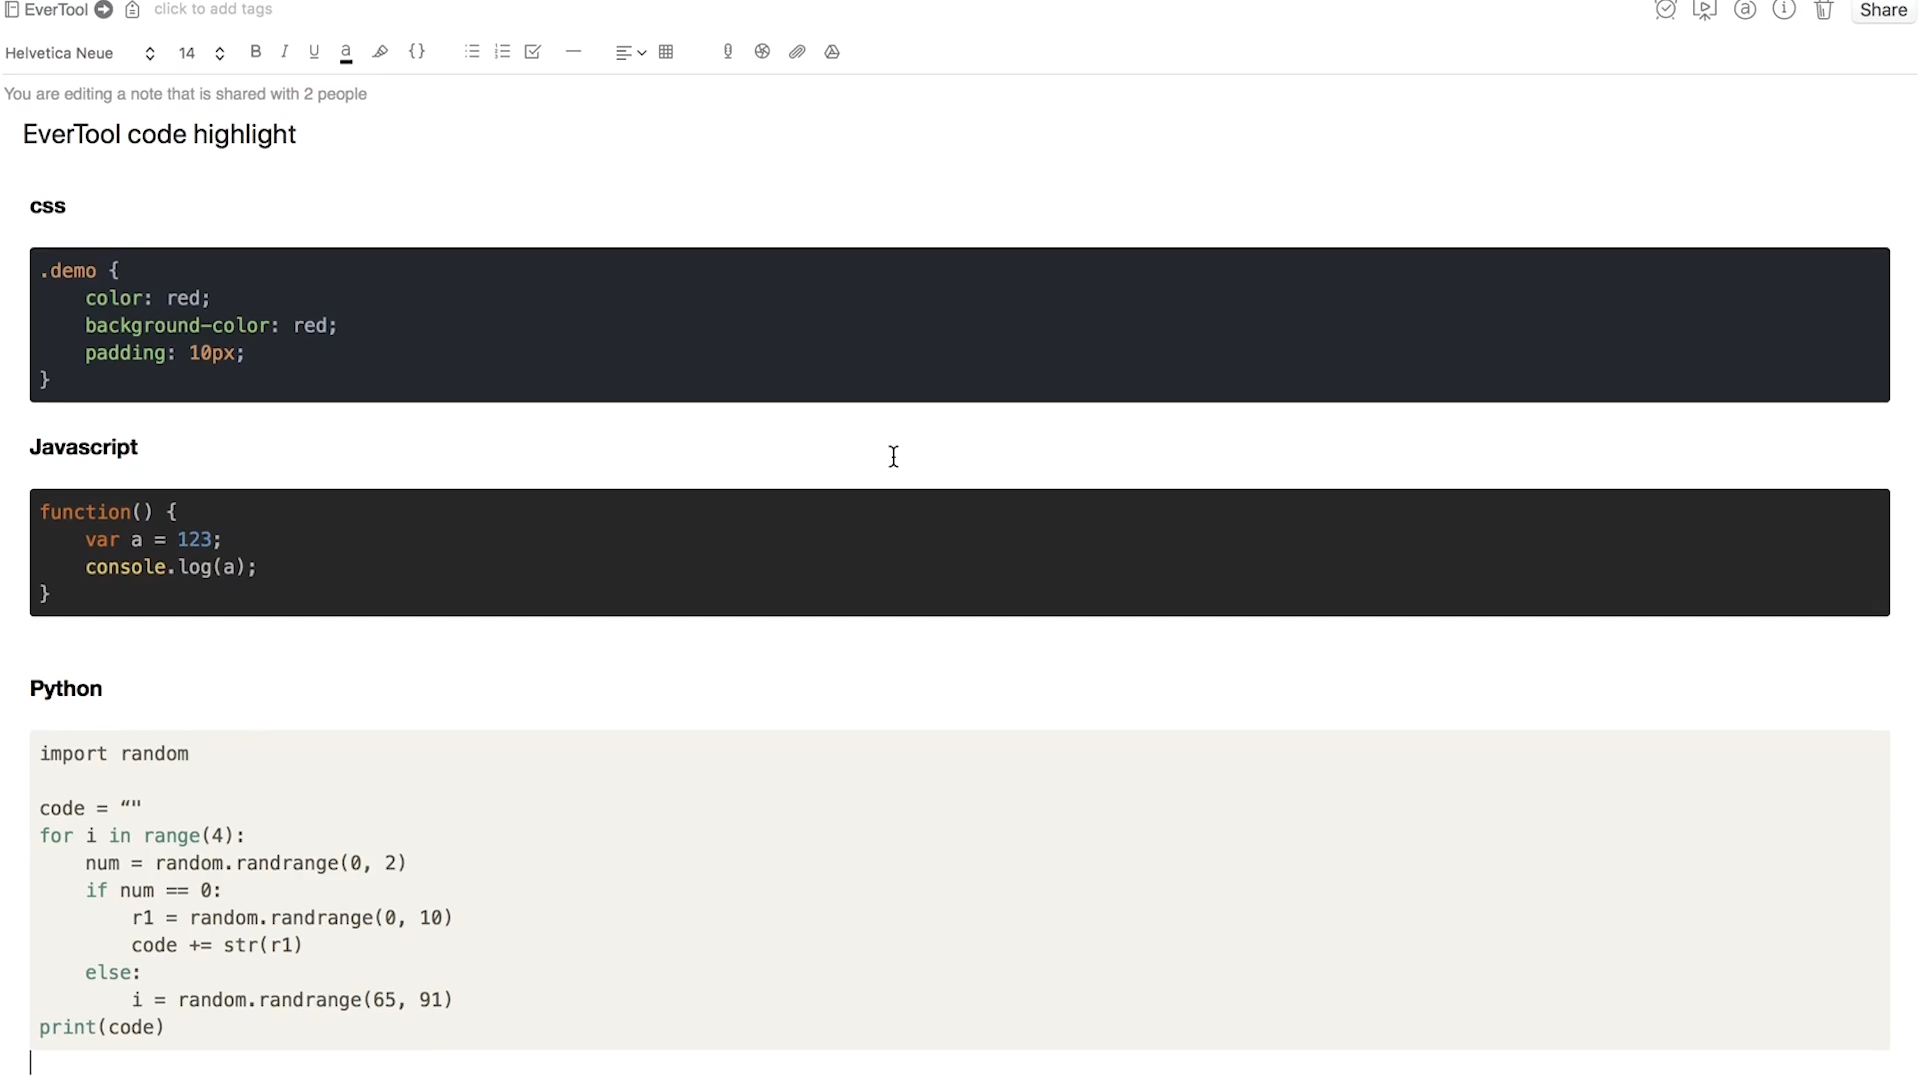 EverTool click to add tags Share
Helvetica Neue 14 B I U a {}
You are editing a note that is shared with 2 people
EverTool code highlight
css
.demo {
    color: red;
    background-color: red;
    padding: 10px;
}
Javascript
function() {
    var a = 123;
    console.log(a);
}
Python
import random
code = “"
for i in range(4):
    num = random.randrange(0, 2)
    if num == 0:
        r1 = random.randrange(0, 10)
        code += str(r1)
    else:
        i = random.randrange(65, 91)
print(code)